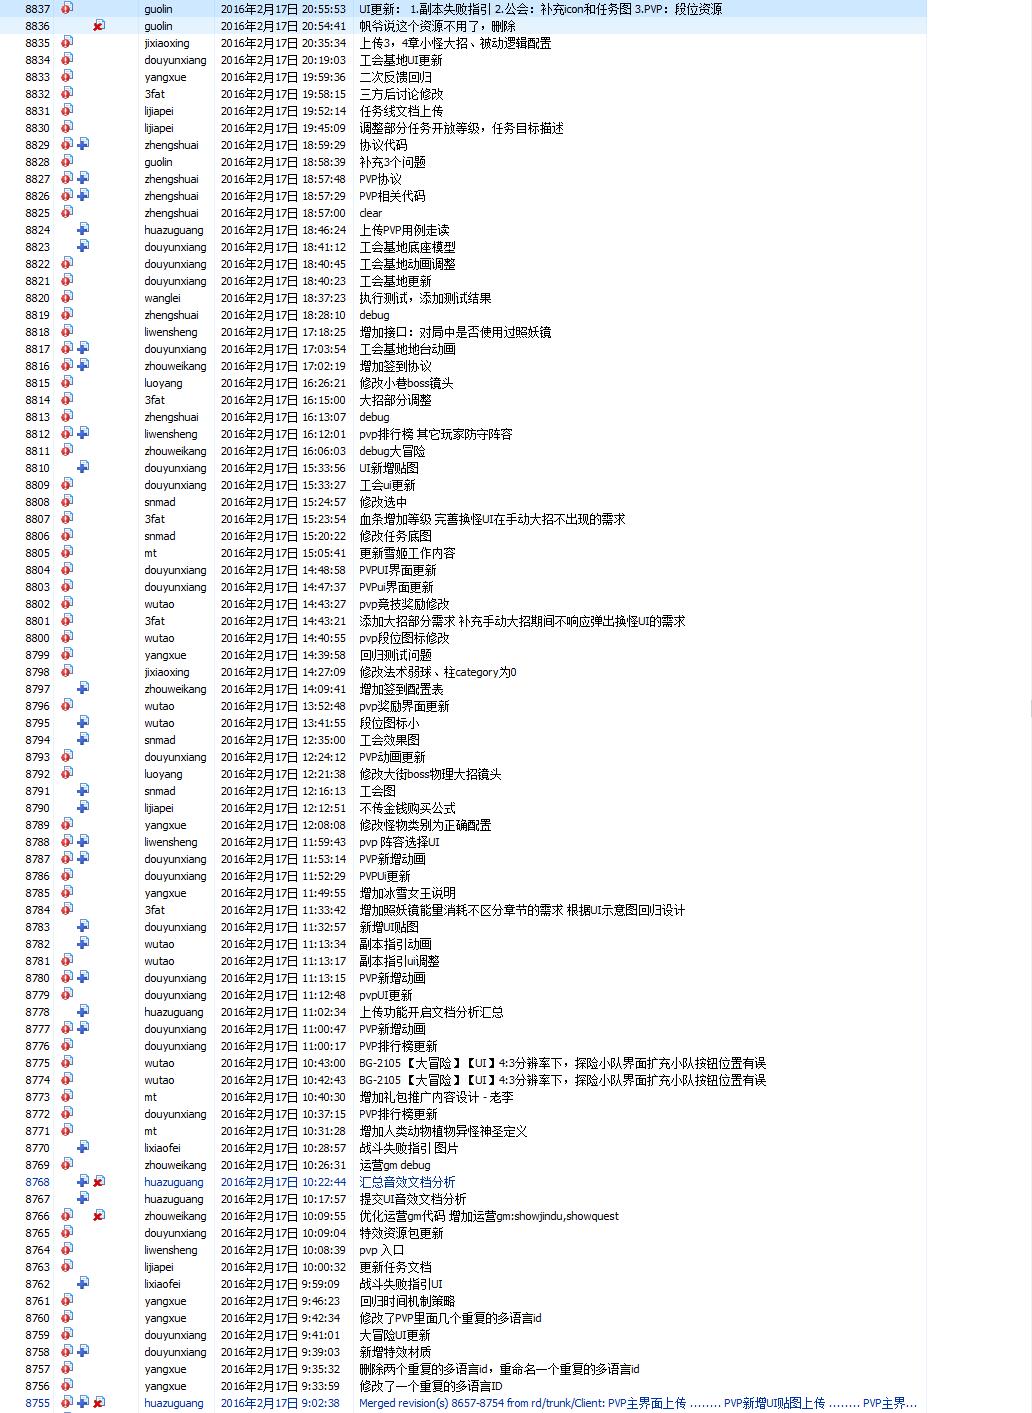 8837 guolin 2016年2月17日 20:55:53 UI更新： 1.副本失败指引 2.公会：补充icon和任务图 3.PVP：段位资源
8836 guolin 2016年2月17日 20:54:41 帆爷说这个资源不用了，删除
8835 jixiaoxing 2016年2月17日 20:35:34 上传3，4章小怪大招、被动逻辑配置
8834 douyunxiang 2016年2月17日 20:19:03 工会基地UI更新
8833 yangxue 2016年2月17日 19:59:36 二次反馈回归
8832 3fat 2016年2月17日 19:58:15 三方后讨论修改
8831 lijiapei 2016年2月17日 19:52:14 任务线文档上传
8830 lijiapei 2016年2月17日 19:45:09 调整部分任务开放等级，任务目标描述
8829 zhengshuai 2016年2月17日 18:59:29 协议代码
8828 guolin 2016年2月17日 18:58:39 补充3个问题
8827 zhengshuai 2016年2月17日 18:57:48 PVP协议
8826 zhengshuai 2016年2月17日 18:57:29 PVP相关代码
8825 zhengshuai 2016年2月17日 18:57:00 clear
8824 huazuguang 2016年2月17日 18:46:24 上传PVP用例走读
8823 douyunxiang 2016年2月17日 18:41:12 工会基地底座模型
8822 douyunxiang 2016年2月17日 18:40:45 工会基地动画调整
8821 douyunxiang 2016年2月17日 18:40:23 工会基地更新
8820 wanglei 2016年2月17日 18:37:23 执行测试，添加测试结果
8819 zhengshuai 2016年2月17日 18:28:10 debug
8818 liwensheng 2016年2月17日 17:18:25 增加接口：对局中是否使用过照妖镜
8817 douyunxiang 2016年2月17日 17:03:54 工会基地地台动画
8816 zhouweikang 2016年2月17日 17:02:19 增加签到协议
8815 luoyang 2016年2月17日 16:26:21 修改小巷boss镜头
8814 3fat 2016年2月17日 16:15:00 大招部分调整
8813 zhengshuai 2016年2月17日 16:13:07 debug
8812 liwensheng 2016年2月17日 16:12:01 pvp排行榜 其它玩家防守阵容
8811 zhouweikang 2016年2月17日 16:06:03 debug大冒险
8810 douyunxiang 2016年2月17日 15:33:56 UI新增贴图
8809 douyunxiang 2016年2月17日 15:33:27 工会ui更新
8808 snmad 2016年2月17日 15:24:57 修改选中
8807 3fat 2016年2月17日 15:23:54 血条增加等级 完善换怪UI在手动大招不出现的需求
8806 snmad 2016年2月17日 15:20:22 修改任务底图
8805 mt 2016年2月17日 15:05:41 更新雪姬工作内容
8804 douyunxiang 2016年2月17日 14:48:58 PVPUI界面更新
8803 douyunxiang 2016年2月17日 14:47:37 PVPui界面更新
8802 wutao 2016年2月17日 14:43:27 pvp竞技奖励修改
8801 3fat 2016年2月17日 14:43:21 添加大招部分需求 补充手动大招期间不响应弹出换怪UI的需求
8800 wutao 2016年2月17日 14:40:55 pvp段位图标修改
8799 yangxue 2016年2月17日 14:39:58 回归测试问题
8798 jixiaoxing 2016年2月17日 14:27:09 修改法术弱球、柱category为0
8797 zhouweikang 2016年2月17日 14:09:41 增加签到配置表
8796 wutao 2016年2月17日 13:52:48 pvp奖励界面更新
8795 wutao 2016年2月17日 13:41:55 段位图标小
8794 snmad 2016年2月17日 12:35:00 工会效果图
8793 douyunxiang 2016年2月17日 12:24:12 PVP动画更新
8792 luoyang 2016年2月17日 12:21:38 修改大街boss物理大招镜头
8791 snmad 2016年2月17日 12:16:13 工会图
8790 lijiapei 2016年2月17日 12:12:51 不传金钱购买公式
8789 yangxue 2016年2月17日 12:08:08 修改怪物类别为正确配置
8788 liwensheng 2016年2月17日 11:59:43 pvp 阵容选择UI
8787 douyunxiang 2016年2月17日 11:53:14 PVP新增动画
8786 douyunxiang 2016年2月17日 11:52:29 PVPUi更新
8785 yangxue 2016年2月17日 11:49:55 增加冰雪女王说明
8784 3fat 2016年2月17日 11:33:42 增加照妖镜能量消耗不区分章节的需求 根据UI示意图回归设计
8783 douyunxiang 2016年2月17日 11:32:57 新增UI贴图
8782 wutao 2016年2月17日 11:13:34 副本指引动画
8781 wutao 2016年2月17日 11:13:17 副本指引ui调整
8780 douyunxiang 2016年2月17日 11:13:15 PVP新增动画
8779 douyunxiang 2016年2月17日 11:12:48 pvpUI更新
8778 huazuguang 2016年2月17日 11:02:34 上传功能开启文档分析汇总
8777 douyunxiang 2016年2月17日 11:00:47 PVP新增动画
8776 douyunxiang 2016年2月17日 11:00:17 PVP排行榜更新
8775 wutao 2016年2月17日 10:43:00 BG-2105 【大冒险】【UI】4:3分辨率下，探险小队界面扩充小队按钮位置有误
8774 wutao 2016年2月17日 10:42:43 BG-2105 【大冒险】【UI】4:3分辨率下，探险小队界面扩充小队按钮位置有误
8773 mt 2016年2月17日 10:40:30 增加礼包推广内容设计 - 老李
8772 douyunxiang 2016年2月17日 10:37:15 PVP排行榜更新
8771 mt 2016年2月17日 10:31:28 增加人类动物植物异怪神圣定义
8770 lixiaofei 2016年2月17日 10:28:57 战斗失败指引 图片
8769 zhouweikang 2016年2月17日 10:26:31 运营gm debug
8768 huazuguang 2016年2月17日 10:22:44 汇总音效文档分析
8767 huazuguang 2016年2月17日 10:17:57 提交UI音效文档分析
8766 zhouweikang 2016年2月17日 10:09:55 优化运营gm代码 增加运营gm:showjindu,showquest
8765 douyunxiang 2016年2月17日 10:09:04 特效资源包更新
8764 liwensheng 2016年2月17日 10:08:39 pvp 入口
8763 lijiapei 2016年2月17日 10:00:32 更新任务文档
8762 lixiaofei 2016年2月17日 9:59:09 战斗失败指引UI
8761 yangxue 2016年2月17日 9:46:23 回归时间机制策略
8760 yangxue 2016年2月17日 9:42:34 修改了PVP里面几个重复的多语言id
8759 douyunxiang 2016年2月17日 9:41:01 大冒险UI更新
8758 douyunxiang 2016年2月17日 9:39:03 新增特效材质
8757 yangxue 2016年2月17日 9:35:32 删除两个重复的多语言id，重命名一个重复的多语言id
8756 yangxue 2016年2月17日 9:33:59 修改了一个重复的多语言ID
8755 huazuguang 2016年2月17日 9:02:38 Merged revision(s) 8657-8754 from rd/trunk/Client: PVP主界面上传 ........ PVP新增UI贴图上传 ........ PVP主界...